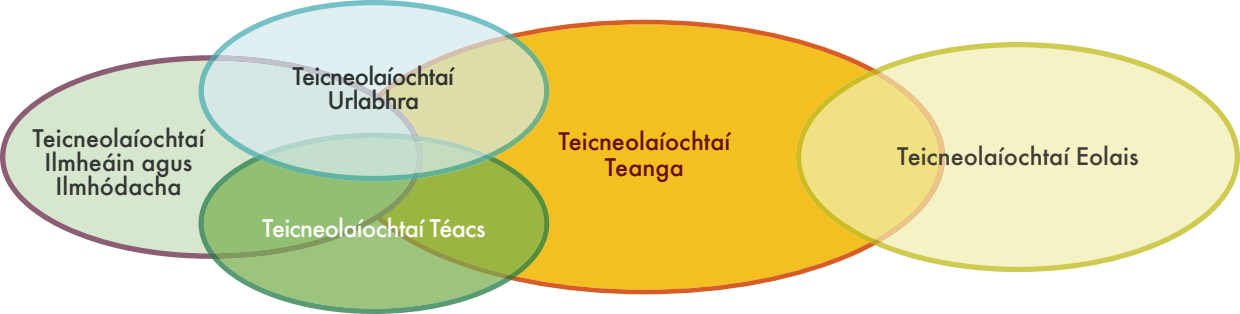 Teicneolaíochtaí
Ilmheáin agus
Ilmhódacha
Teicneolaíochtaí
Urlabhra
Teicneolaíochtaí Téacs
Teicneolaíochtaí
Teanga
Teicneolaíochtaí Eolais